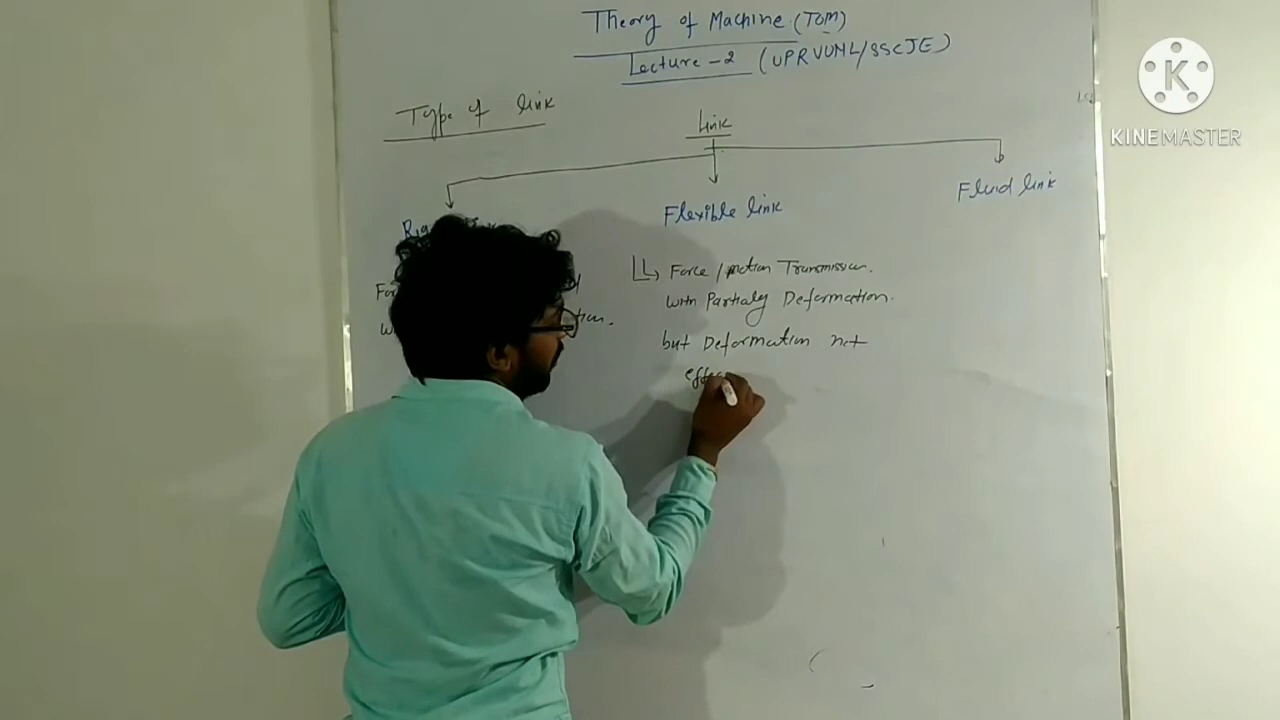 Theory of Machine (TOM)
Lecture-2 (UPRVUNL/SSCJE)
Type of link
Link
Flexible link
Fluid link
Force/motion Transmission.
with Partialy Deformation.
but Deformation not
KINEMASTER